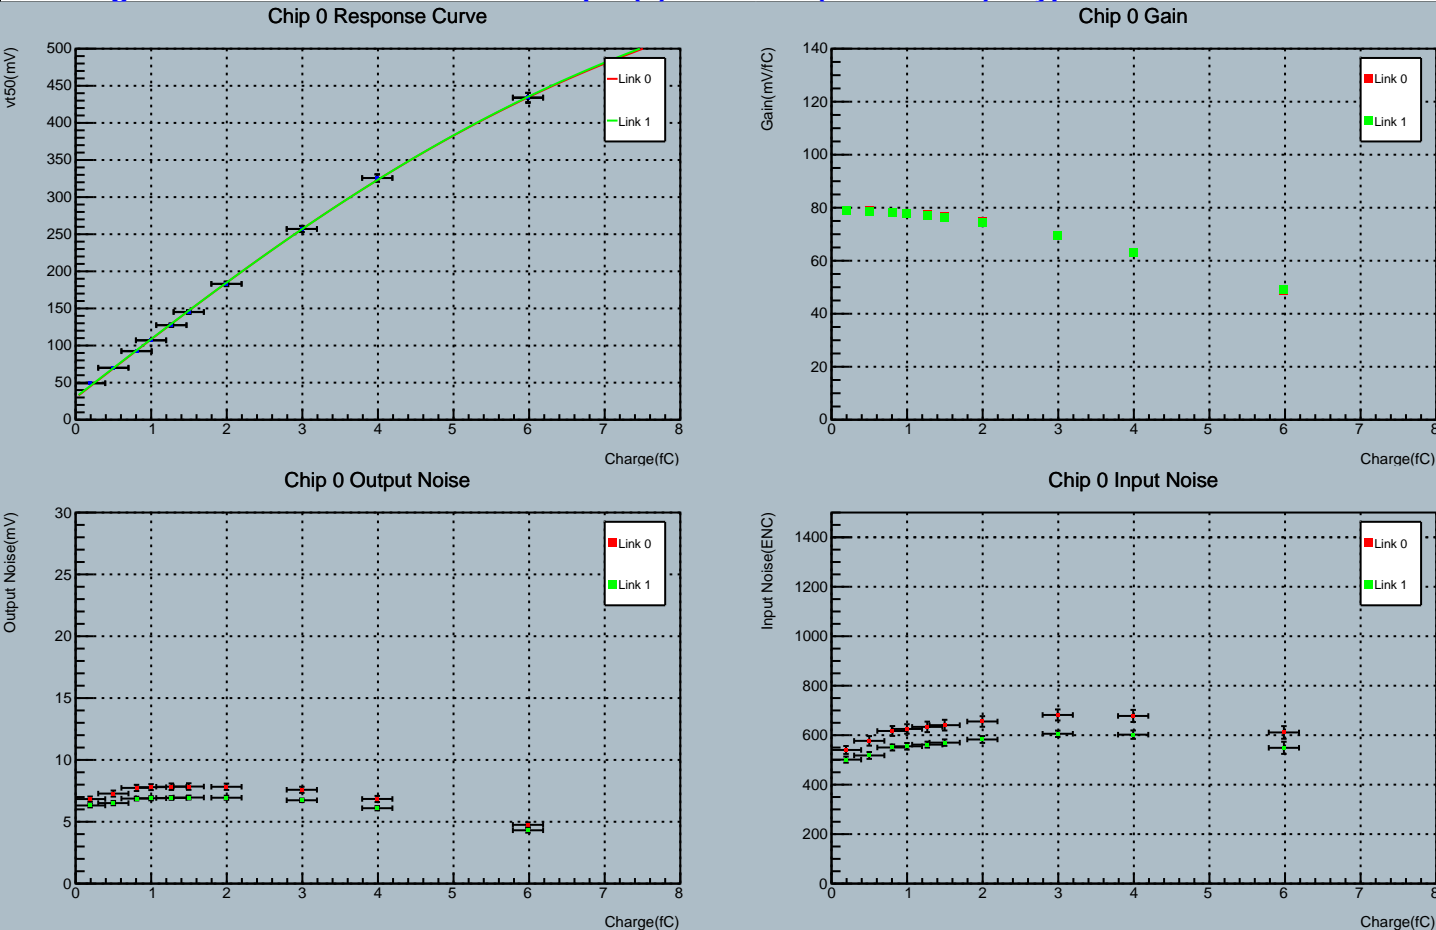 Chip 0 Response Curve
vt50(mV)
500
450
400
350
300
250
200
150
100
50
0
0 1 2 3 4 5 6 7 8
Charge(fC)
Link 0
Link 1
Chip 0 Gain
Gain(mV/fC)
140
120
100
80
60
40
20
0
0 1 2 3 4 5 6 7 8
Charge(fC)
Link 0
Link 1
Chip 0 Output Noise
Output Noise(mV)
30
25
20
15
10
5
0
0 1 2 3 4 5 6 7 8
Charge(fC)
Link 0
Link 1
Chip 0 Input Noise
Input Noise(ENC)
1400
1200
1000
800
600
400
200
0
0 1 2 3 4 5 6 7 8
Charge(fC)
Link 0
Link 1